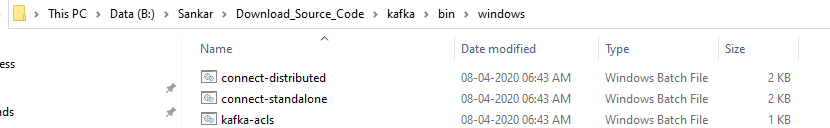 This PC > Data (B:) > Sankar > Download_Source_Code > kafka > bin > windows
Name Date modified Type Size
ess
connect-distributed 08-04-2020 06:43 AM Windows Batch File 2 KB
connect-standalone 08-04-2020 06:43 AM Windows Batch File 2 KB
nds
kafka-acls 08-04-2020 06:43 AM Windows Batch File 1 KB